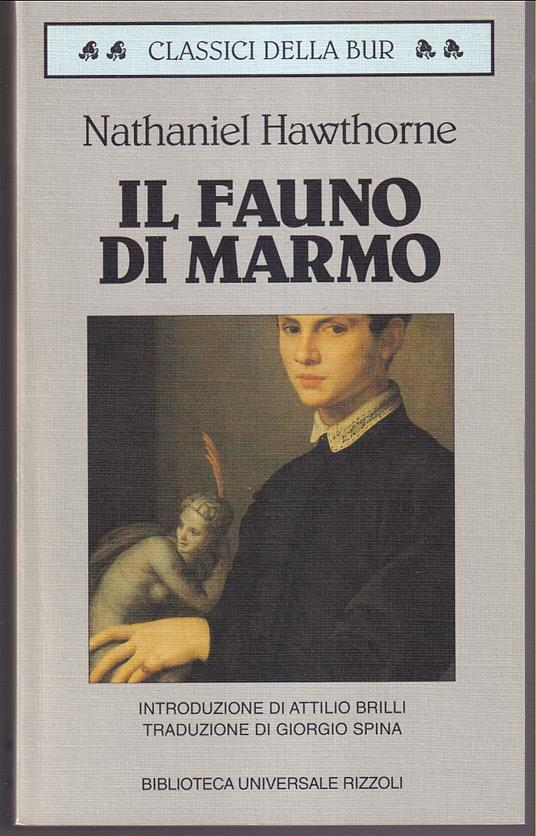 CLASSICI DELLA BUR
Nathaniel Hawthorne
IL FAUNO
DI MARMO
INTRODUZIONE DI ATTILIO BRILLI
TRADUZIONE DI GIORGIO SPINA
BIBLIOTECA UNIVERSALE RIZZOLI